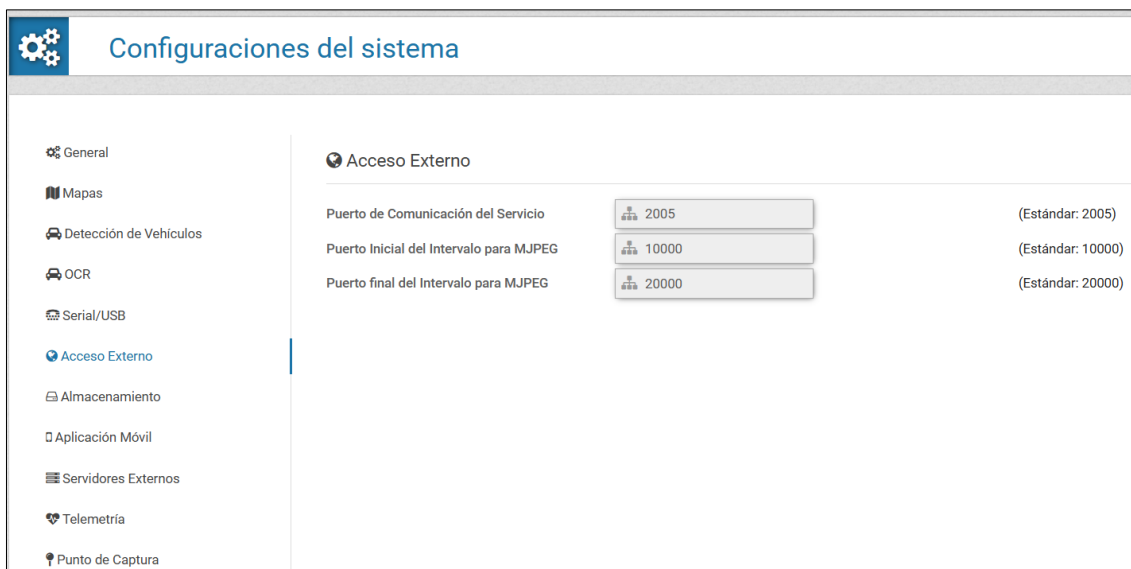 Configuraciones del sistema
General
Mapas
Detección de Vehículos
OCR
Serial/USB
Acceso Externo
Almacenamiento
Aplicación Móvil
Servidores Externos
Telemetría
Punto de Captura
Acceso Externo
Puerto de Comunicación del Servicio 2005 (Estándar: 2005)
Puerto Inicial del Intervalo para MJPEG 10000 (Estándar: 10000)
Puerto final del Intervalo para MJPEG 20000 (Estándar: 20000)